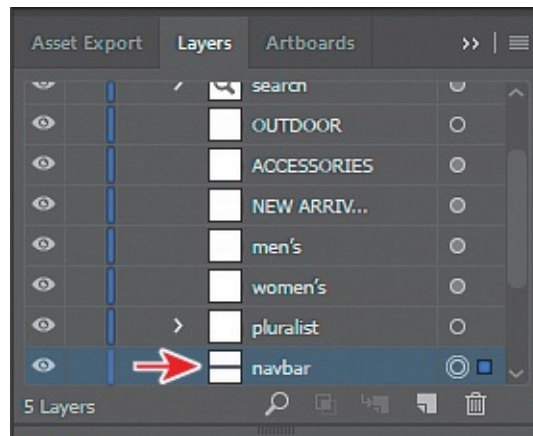 Asset Export Layers Artboards
search
OUTDOOR
ACCESSORIES
NEW ARRIV...
men's
women's
pluralist
navbar
5 Layers